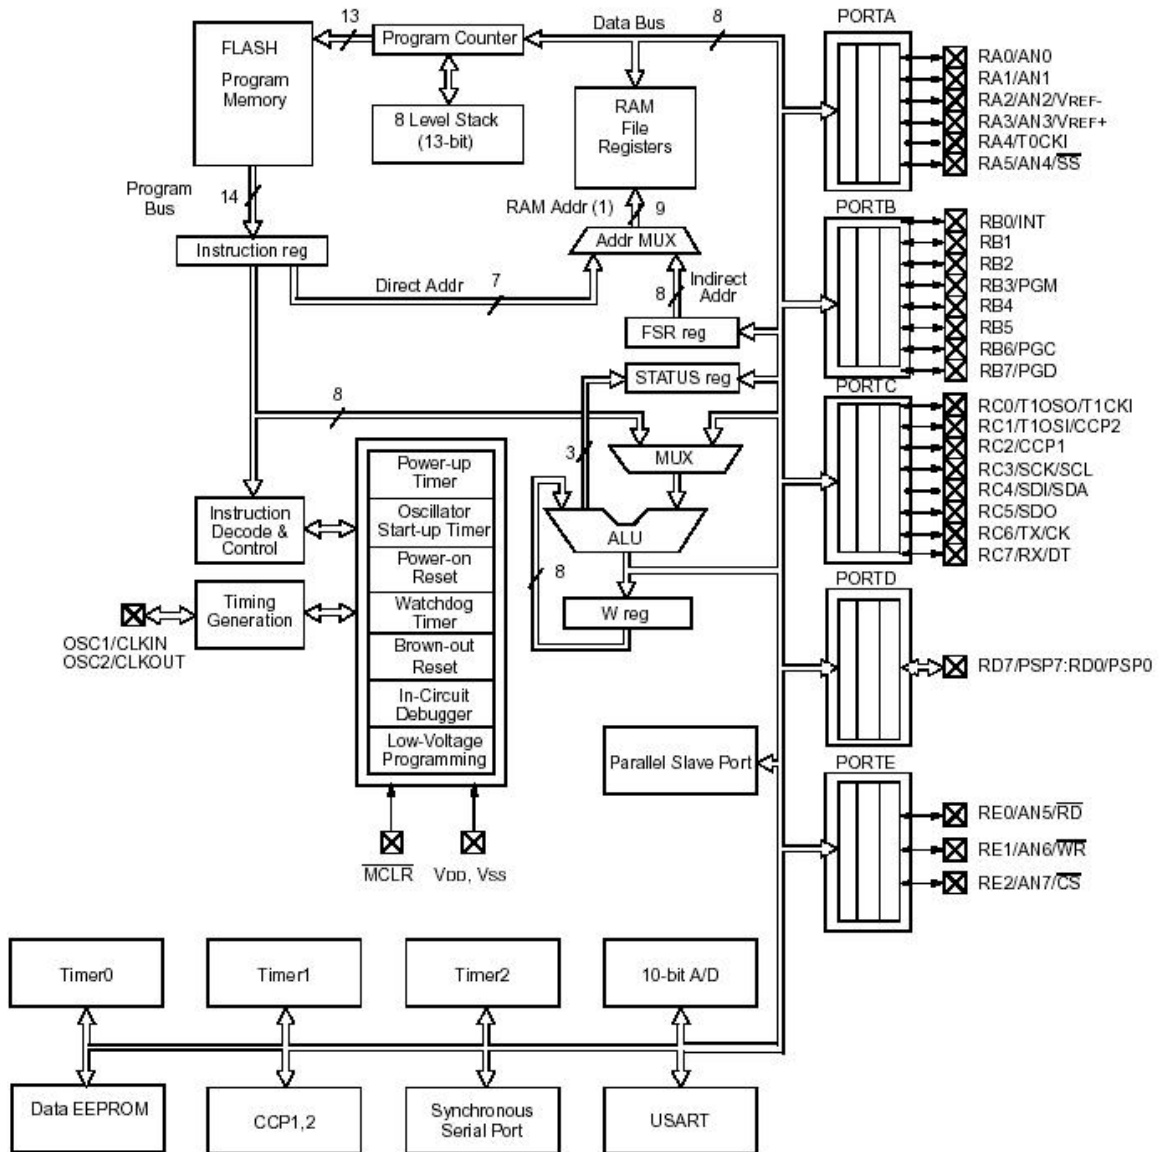 13
Data Bus
8
PORTA
FLASH
Program
Memory
Program Counter
8 Level Stack
(13-bit)
RAM
File
Registers
RA0/AN0
RA1/AN1
RA2/AN2/VREF-
RA3/AN3/VREF+
RA4/T0CKI
RA5/AN4/SS
Program
Bus
14
RAM Addr (1)
9
PORTB
Instruction reg
Addr MUX
Direct Addr
7
8
Indirect
Addr
FSR reg
STATUS reg
RB0/INT
RB1
RB2
RB3/PGM
RB4
RB5
RB6/PGC
RB7/PGD
PORTC
8
3
MUX
RC0/T1OSO/T1CKI
RC1/T1OSI/CCP2
RC2/CCP1
RC3/SCK/SCL
RC4/SDI/SDA
RC5/SDO
RC6/TX/CK
RC7/RX/DT
Power-up
Timer
Oscillator
Start-up Timer
Power-on
Reset
Watchdog
Timer
Brown-out
Reset
In-Circuit
Debugger
Low-Voltage
Programming
Instruction
Decode &
Control
ALU
8
W reg
Timing
Generation
OSC1/CLKIN
OSC2/CLKOUT
PORTD
RD7/PSP7:RD0/PSP0
Parallel Slave Port
PORTE
RE0/AN5/RD
RE1/AN6/WR
RE2/AN7/CS
MCLR
VDD, VSS
Timer0
Timer1
Timer2
10-bit A/D
Data EEPROM
CCP1,2
Synchronous
Serial Port
USART